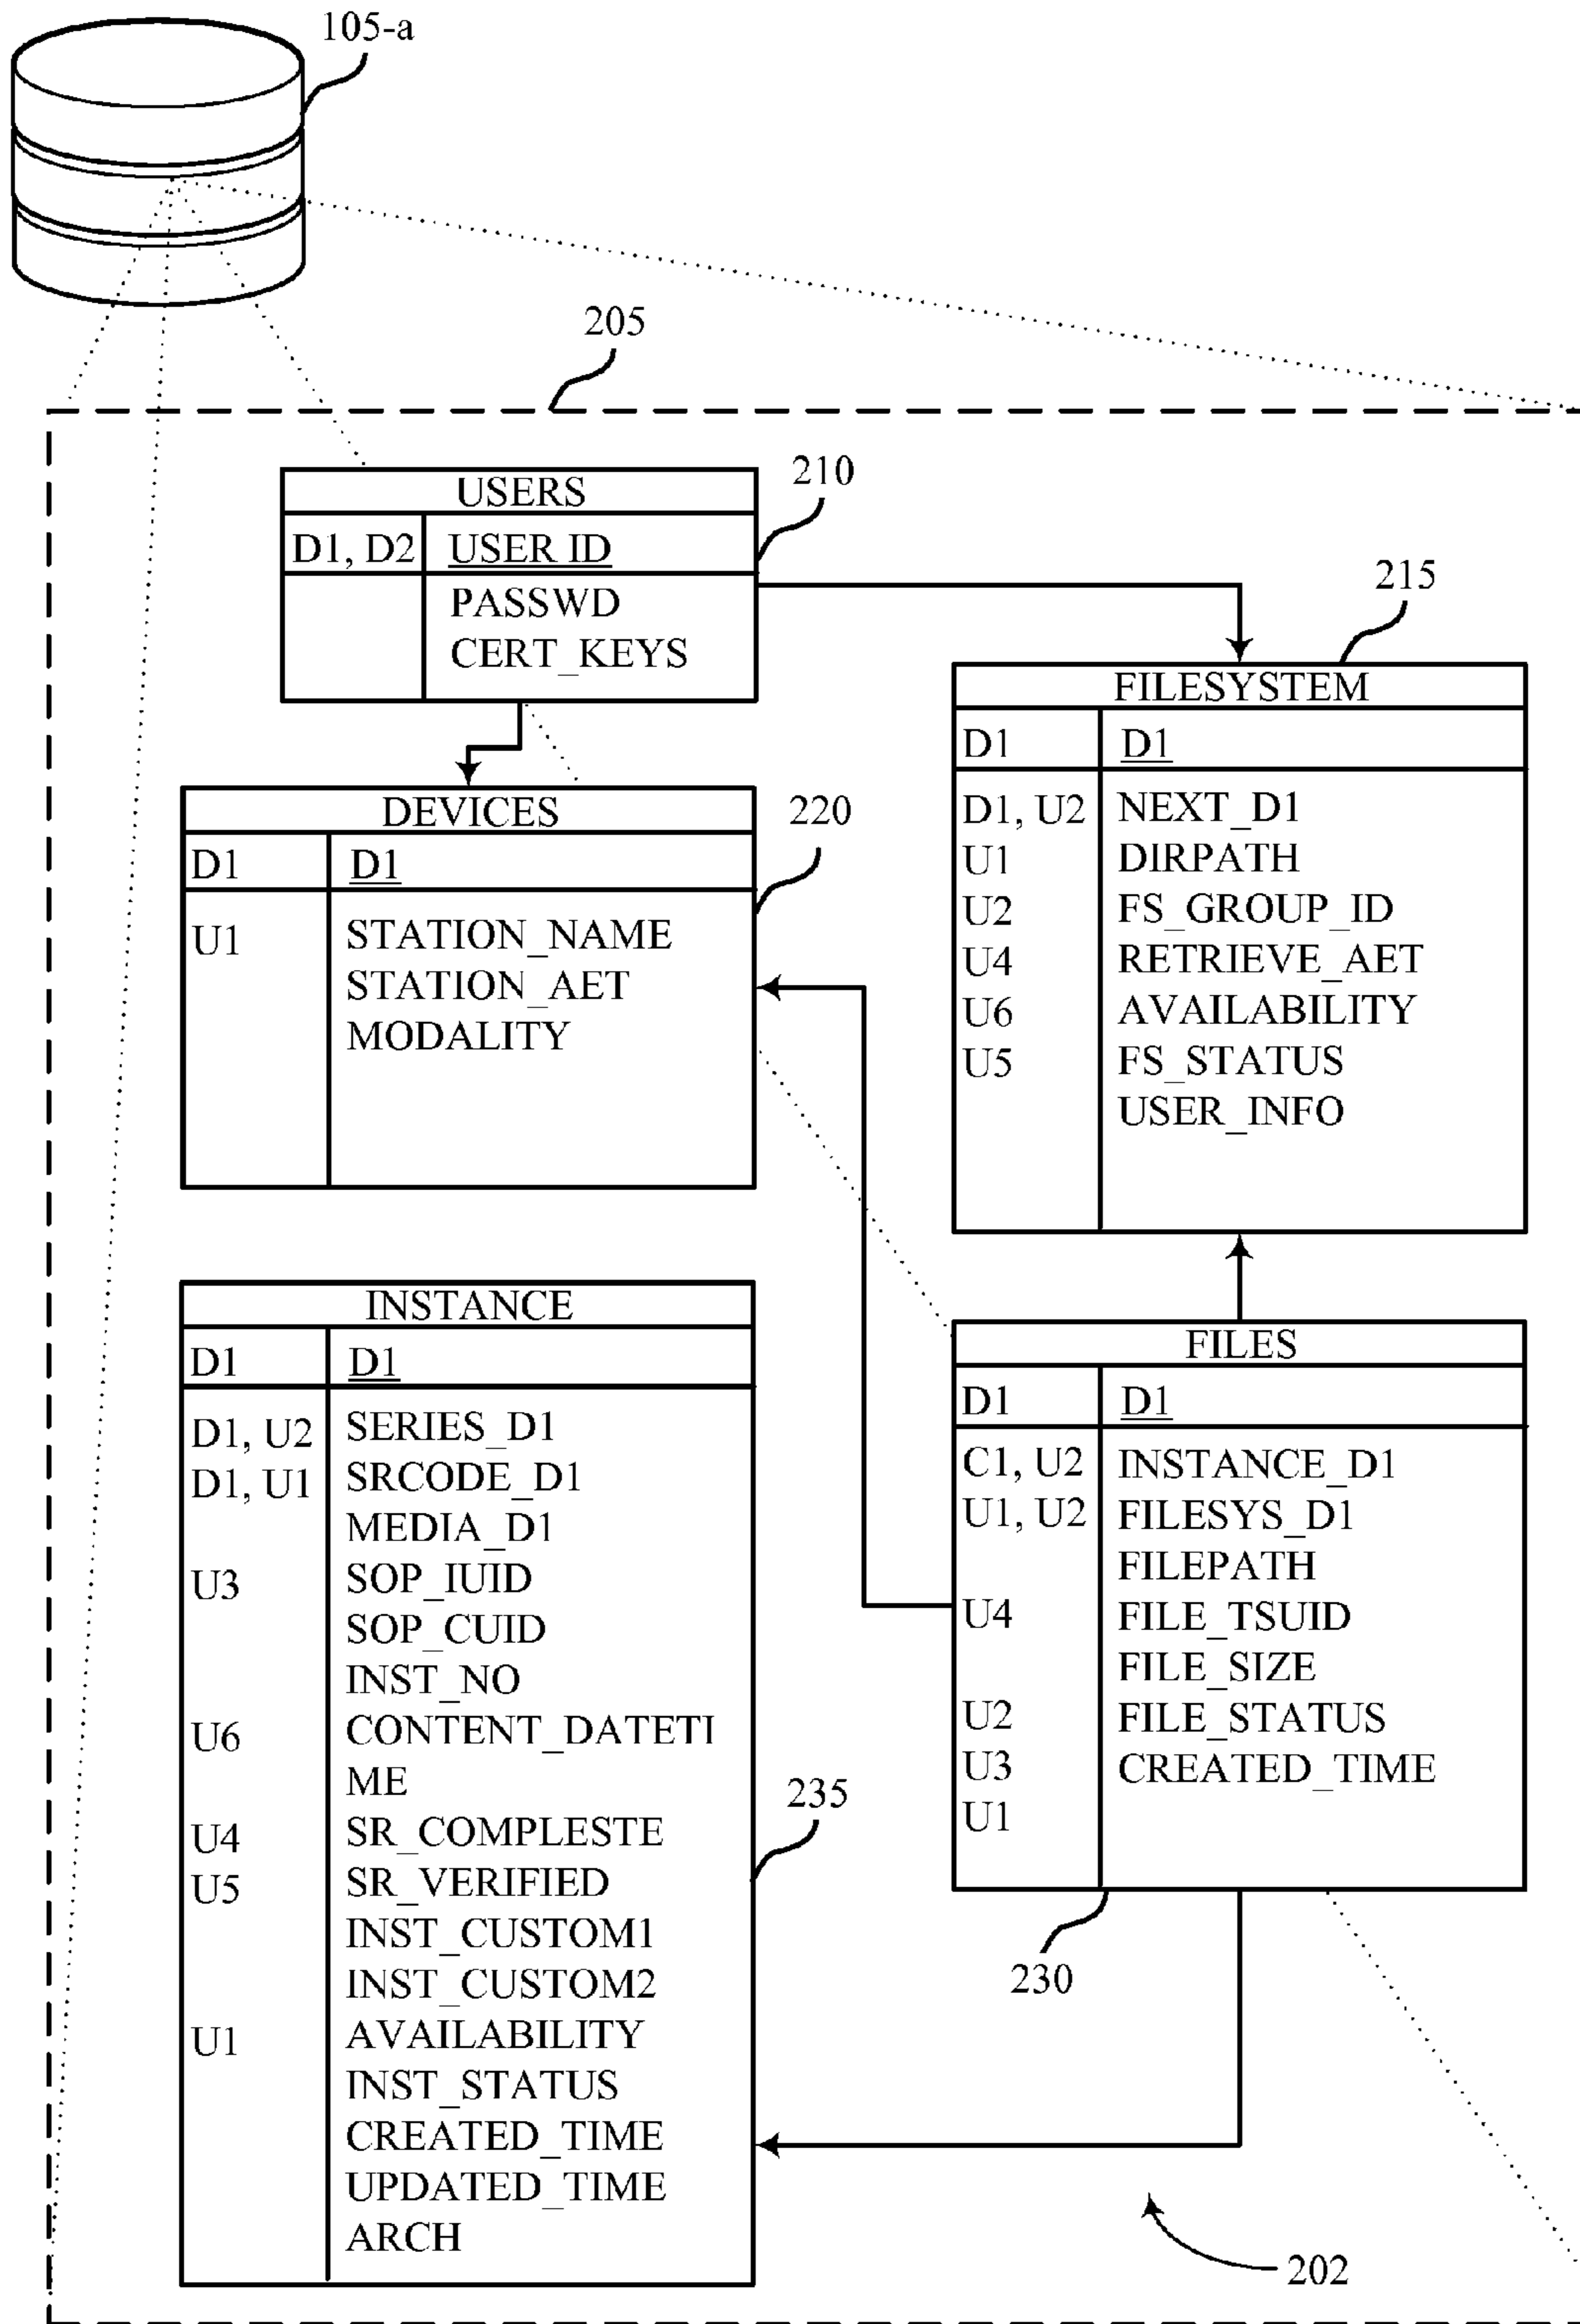 105-a
205
USERS
210
D1, D2 USER ID
PASSWD
CERT_KEYS
215
FILESYSTEM
D1 D1
D1, U2 NEXT_D1
U1 DIRPATH
U2 FS_GROUP_ID
U4 RETRIEVE_AET
U6 AVAILABILITY
U5 FS_STATUS
USER_INFO
DEVICES
220
D1 D1
U1 STATION_NAME
STATION_AET
MODALITY
INSTANCE
D1 D1
D1, U2 SERIES_D1
D1, U1 SRCODE_D1
MEDIA_D1
U3 SOP_IUID
SOP_CUID
INST_NO
U6 CONTENT_DATETI
ME
U4 SR_COMPLESTE
U5 SR_VERIFIED
INST_CUSTOM1
INST_CUSTOM2
U1 AVAILABILITY
INST_STATUS
CREATED_TIME
UPDATED_TIME
ARCH
235
FILES
D1 D1
C1, U2 INSTANCE_D1
U1, U2 FILESYS_D1
FILEPATH
U4 FILE_TSUID
FILE_SIZE
U2 FILE_STATUS
U3 CREATED_TIME
U1
230
202